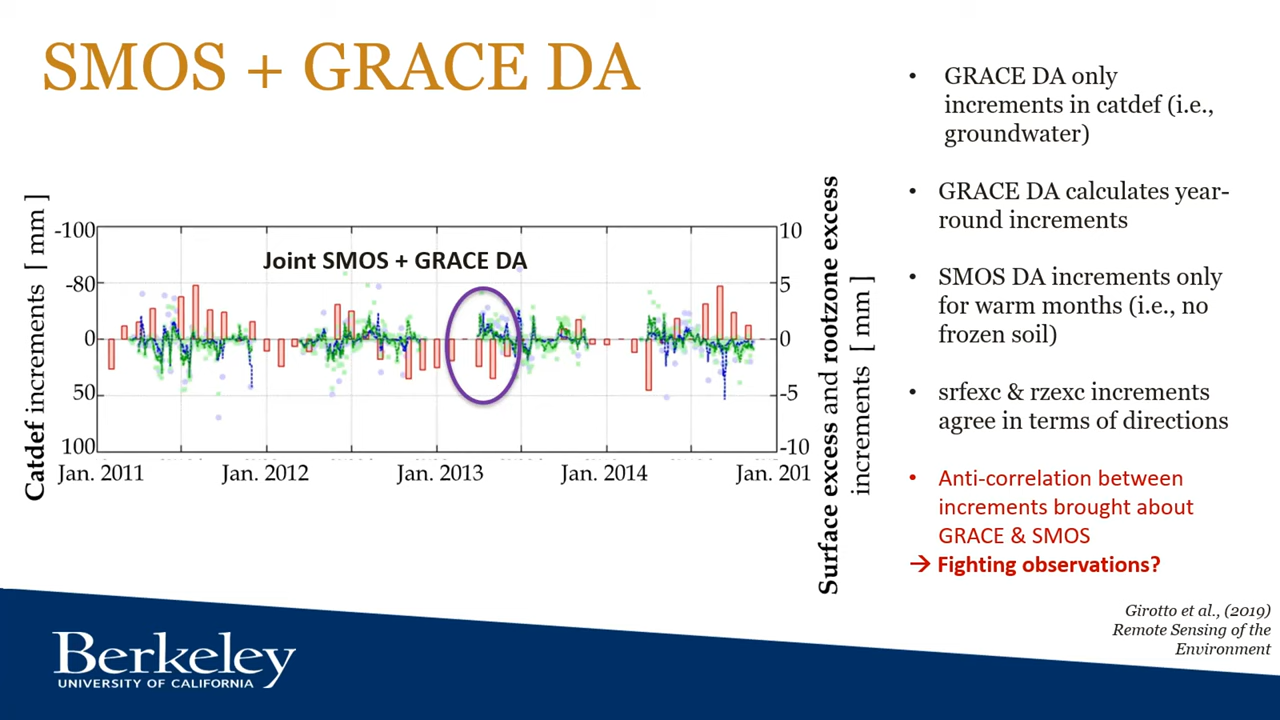 SMOS + GRACE DA
• GRACE DA only
increments in catdef (i.e.,
groundwater)
• GRACE DA calculates year-
round increments
• SMOS DA increments only
for warm months (i.e., no
frozen soil)
• srfexc & rzexc increments
agree in terms of directions
• Anti-correlation between
increments brought about
GRACE & SMOS
→ Fighting observations?
Catdef increments [ mm ]
-100
-80
0
50
100
Joint SMOS + GRACE DA
10
5
0
-5
-10
Jan. 2011 Jan. 2012 Jan. 2013 Jan. 2014 Jan. 201
Surface excess and rootzone excess
increments [ mm ]
Girotto et al., (2019)
Remote Sensing of the
Environment
Berkeley
UNIVERSITY OF CALIFORNIA